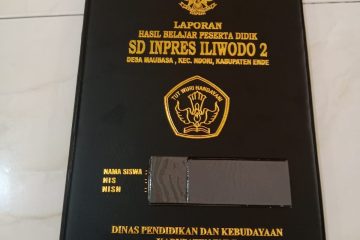 LAPORAN
HASIL BELAJAR PESERTA DIDIK
SD INPRES ILIWODO 2
DESA MAUBASA , KEC. NDORI, KABUPATEN ENDE
TUT WURI HANDAYANI
NAMA SISWA :
NIS :
NISN :
DINAS PENDIDIKAN DAN KEBUDAYAAN